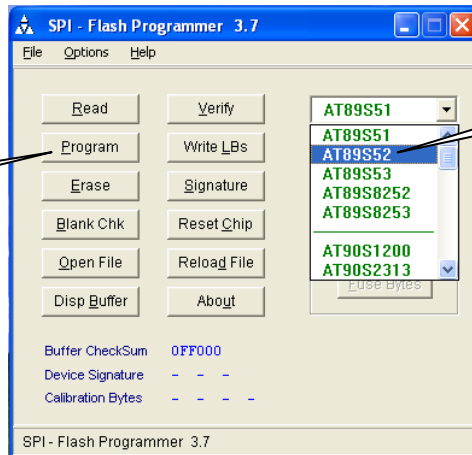 SPI - Flash Programmer 3.7
File Options Help
Read Verify AT89S51
Program Write LBs AT89S51
AT89S52
Erase Signature AT89S53
AT89S8252
Blank Chk Reset Chip AT89S8253
Open File Reload File AT90S1200
AT90S2313
Disp Buffer About Fuse Bytes
Buffer CheckSum 0FF000
Device Signature - - -
Calibration Bytes - - - -
SPI - Flash Programmer 3.7